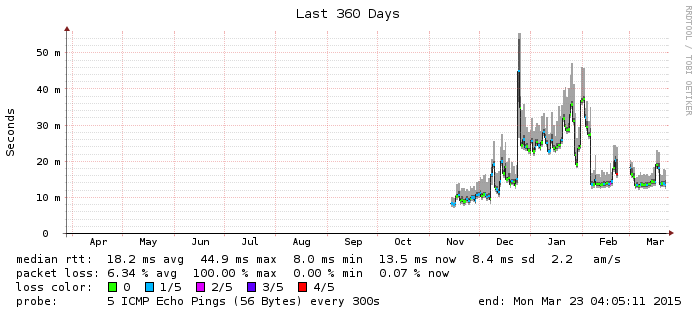 Last 360 Days
RRDTOOL / TOBI OETIKER
Seconds
50 m
40 m
30 m
20 m
10 m
0
Apr May Jun Jul Aug Sep Oct Nov Dec Jan Feb Mar
median rtt: 18.2 ms avg 44.9 ms max 8.0 ms min 13.5 ms now 8.4 ms sd 2.2 am/s
packet loss: 6.34 % avg 100.00 % max 0.00 % min 0.07 % now
loss color: 0 1/5 2/5 3/5 4/5
probe: 5 ICMP Echo Pings (56 Bytes) every 300s end: Mon Mar 23 04:05:11 2015